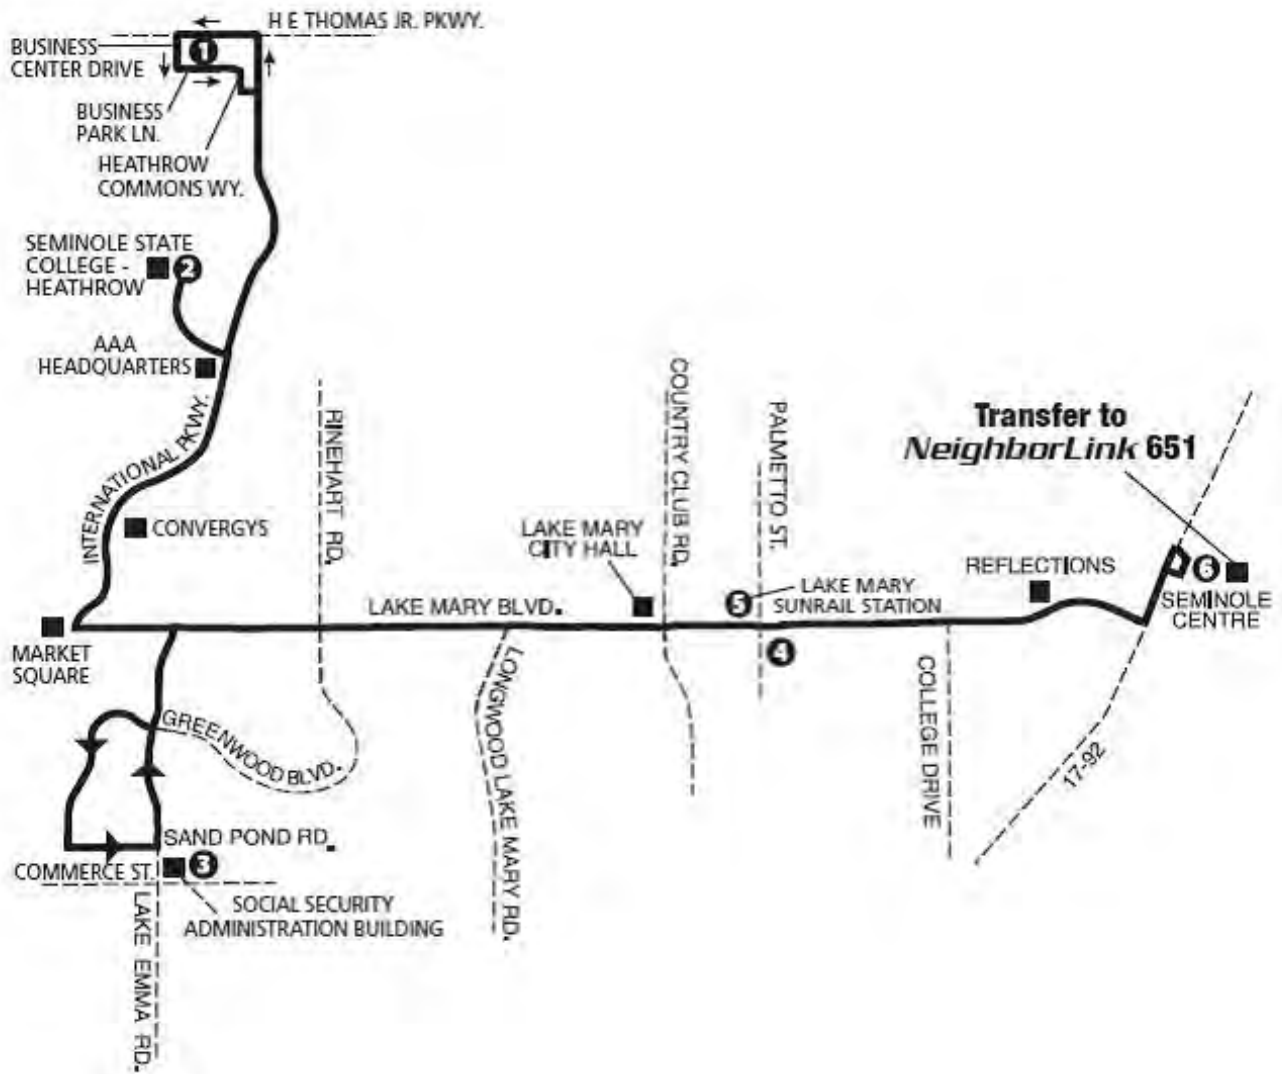 H E THOMAS JR. PKWY.
BUSINESS
CENTER DRIVE
1
BUSINESS
PARK LN.
HEATHROW
COMMONS WY.
SEMINOLE STATE
COLLEGE -
HEATHROW
2
AAA
HEADQUARTERS
INTERNATIONAL PKWY.
CONVERGYS
RINEHART RD.
COUNTRY CLUB RD.
PALMETTO ST.
Transfer to
NeighborLink 651
LAKE MARY
CITY HALL
REFLECTIONS
6
SEMINOLE
CENTRE
5
LAKE MARY
SUNRAIL STATION
LAKE MARY BLVD.
4
MARKET
SQUARE
GREENWOOD BLVD.
LONGWOOD LAKE MARY RD.
COLLEGE DRIVE
17-92
SAND POND RD.
COMMERCE ST.
3
SOCIAL SECURITY
ADMINISTRATION BUILDING
LAKE EMMA RD.